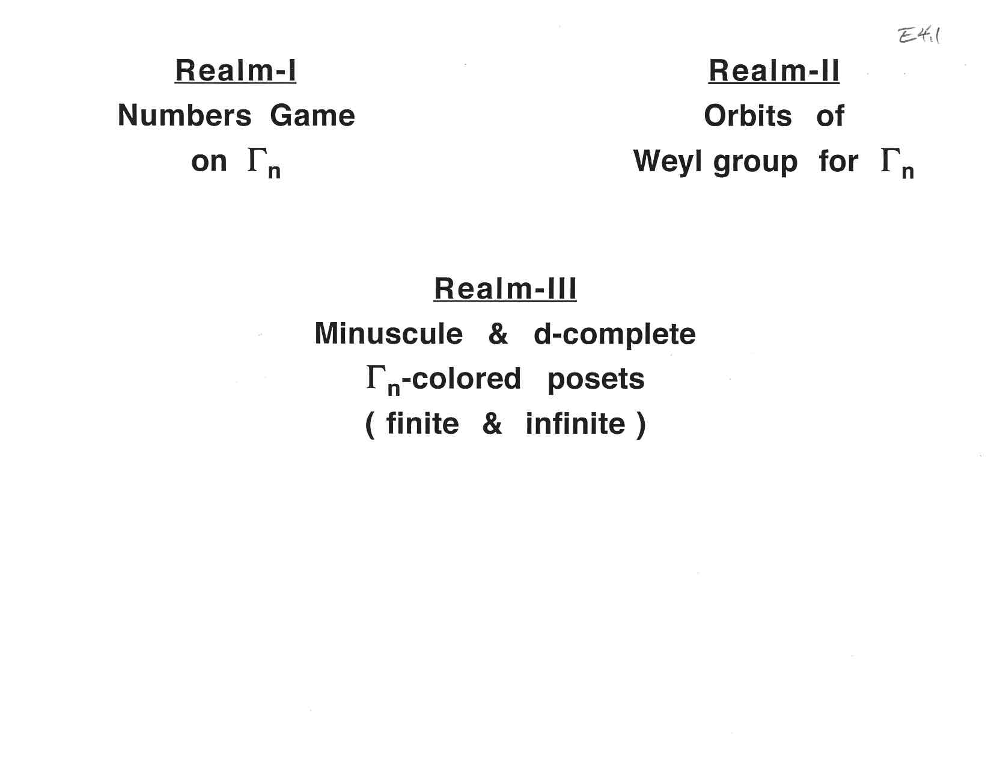 E4.1
Realm-I
Numbers Game
on Γn
Realm-II
Orbits of
Weyl group for Γn
Realm-III
Minuscule & d-complete
Γn-colored posets
( finite & infinite )